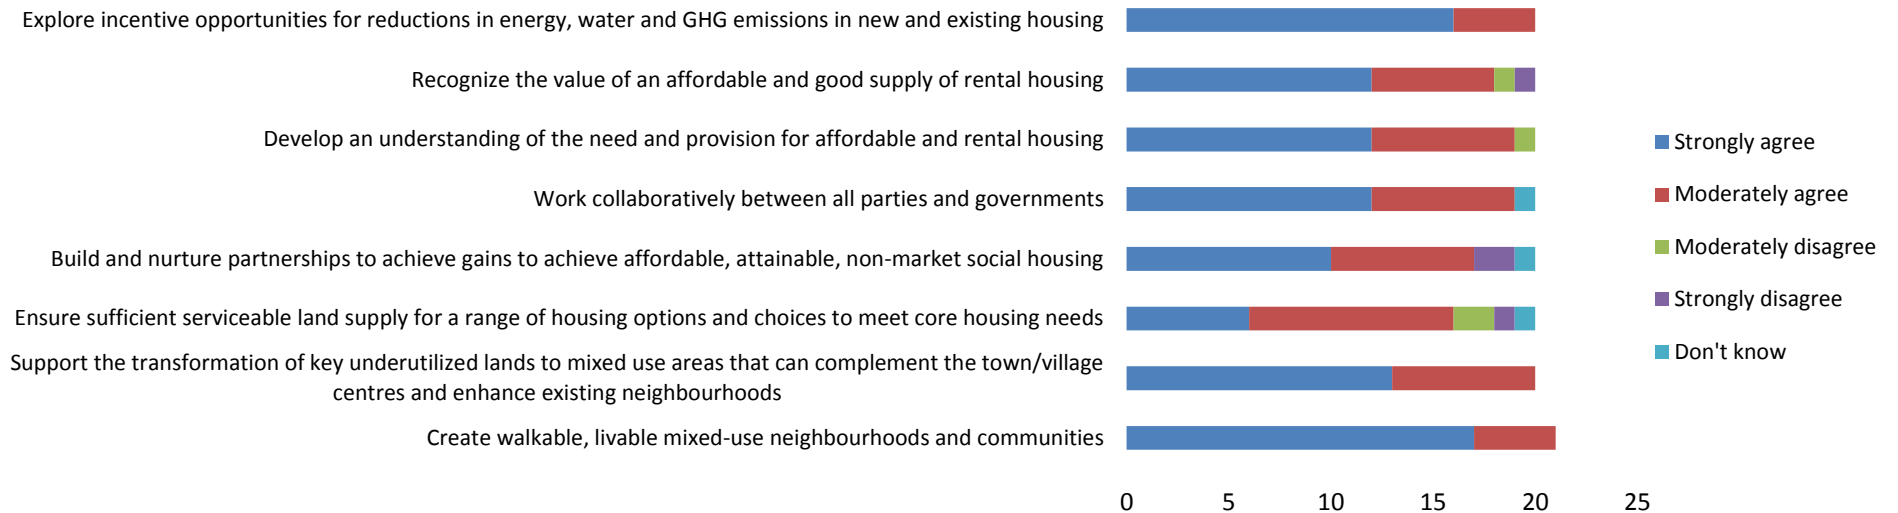 Explore incentive opportunities for reductions in energy, water and GHG emissions in new and existing housing
Recognize the value of an affordable and good supply of rental housing
Develop an understanding of the need and provision for affordable and rental housing
Work collaboratively between all parties and governments
Build and nurture partnerships to achieve gains to achieve affordable, attainable, non-market social housing
Ensure sufficient serviceable land supply for a range of housing options and choices to meet core housing needs
Support the transformation of key underutilized lands to mixed use areas that can complement the town/village
centres and enhance existing neighbourhoods
Create walkable, livable mixed-use neighbourhoods and communities
0 5 10 15 20 25
Strongly agree
Moderately agree
Moderately disagree
Strongly disagree
Don't know